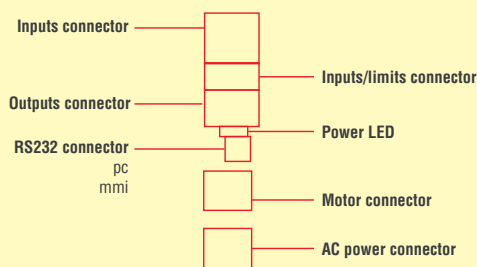 Inputs connector
Inputs/limits connector
Outputs connector
Power LED
RS232 connector
pc
mmi
Motor connector
AC power connector